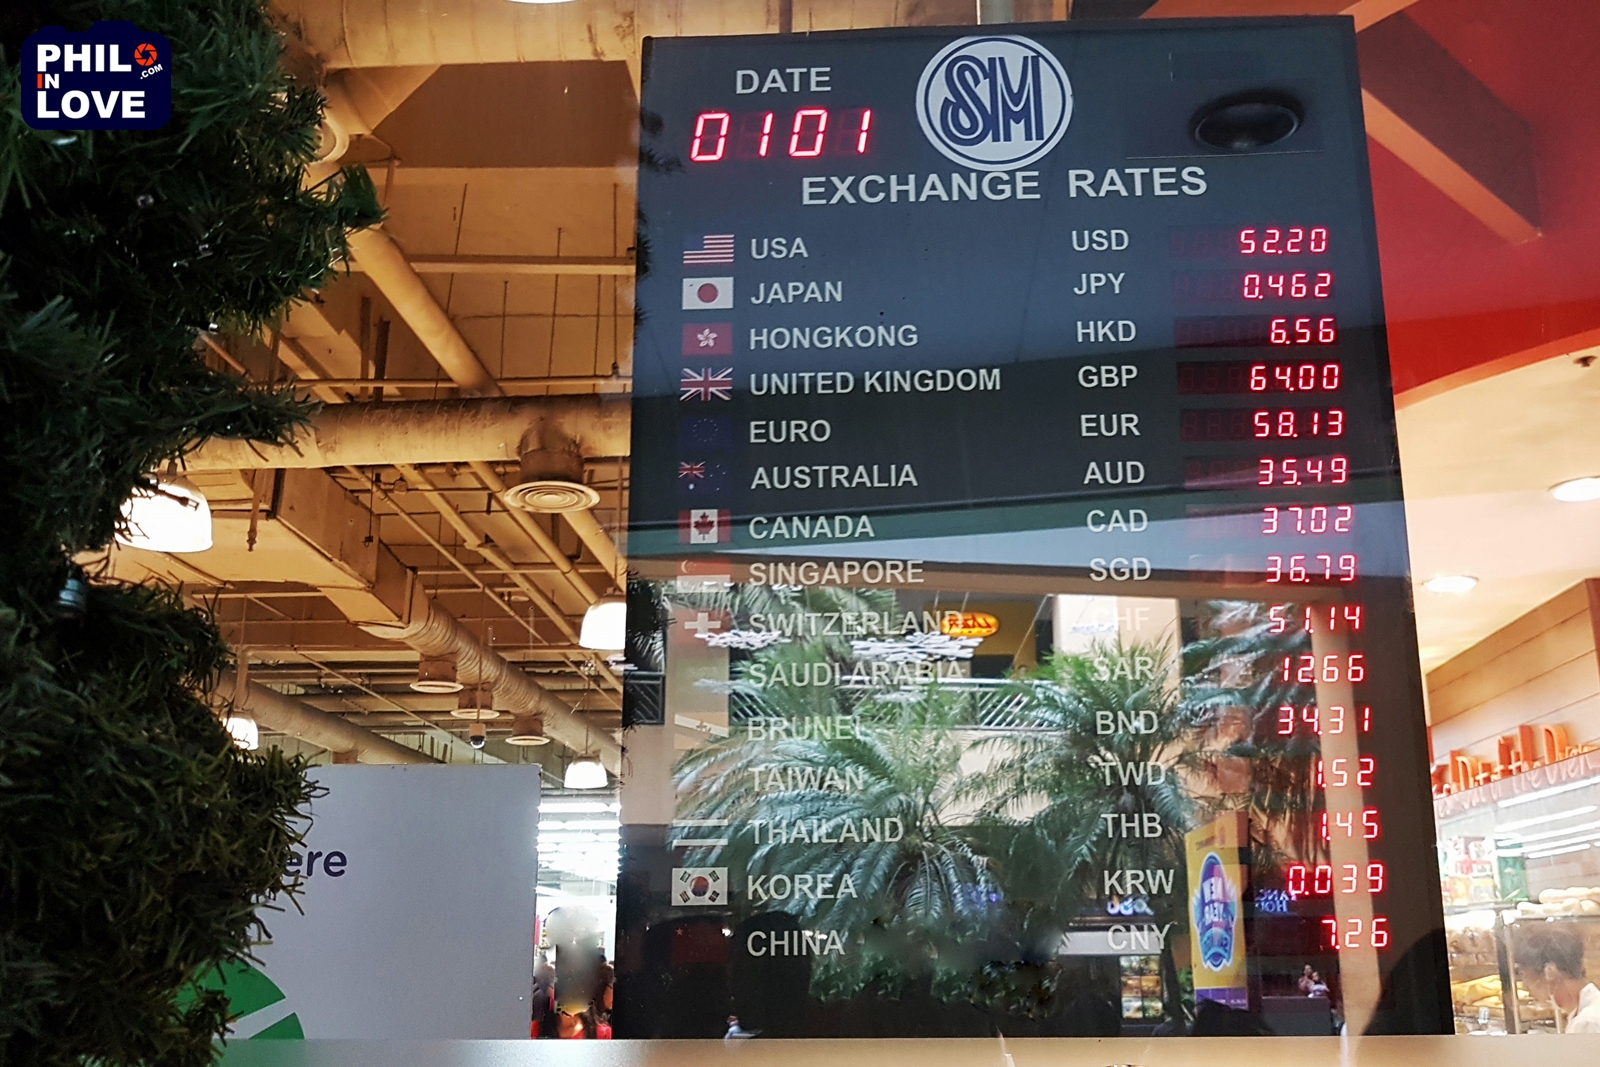 PHIL
IN
.COM
LOVE
DATE
0101
SM
EXCHANGE RATES
USA USD 52.20
JAPAN JPY 0.462
HONGKONG HKD 6.56
UNITED KINGDOM GBP 64.00
EURO EUR 58.13
AUSTRALIA AUD 35.49
CANADA CAD 37.02
SINGAPORE SGD 36.79
SWITZERLAND CHF 51.14
SAUDI ARABIA SAR 12.66
BRUNEI BND 34.31
TAIWAN TWD 1.52
THAILAND THB 1.45
KOREA KRW 0.039
CHINA CNY 7.26
ere
NEW YEAR